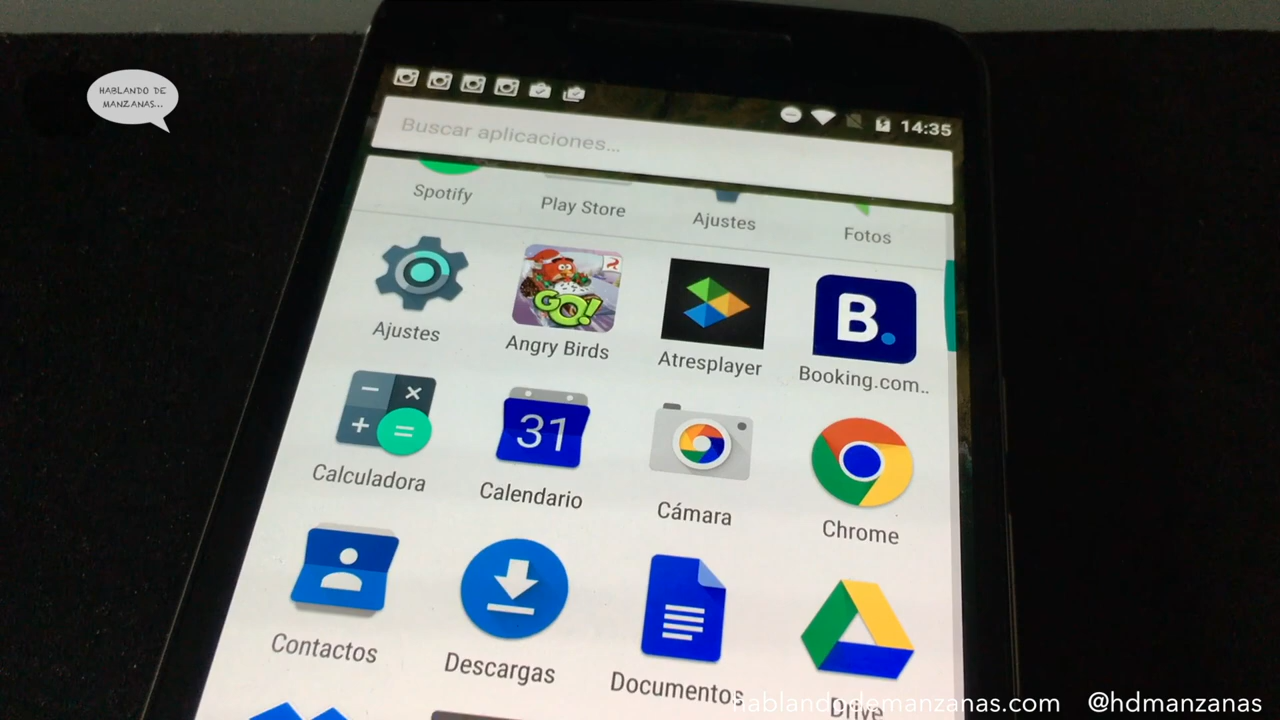 HABLANDO DE
MANZANAS...
14:35
Buscar aplicaciones...
Spotify
Play Store
Ajustes
Fotos
GO!
B.
Ajustes
Angry Birds
Atresplayer
Booking.com..
31
Calculadora
Calendario
Cámara
Chrome
Contactos
Descargas
Documentos
Drive
hablandodemanzanas.com
@hdmanzanas